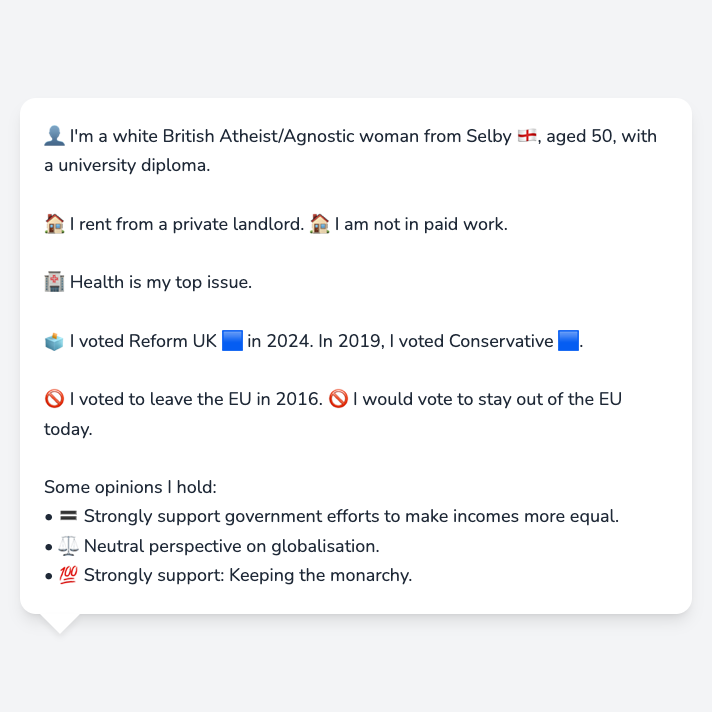 👤 I'm a white British Atheist/Agnostic woman from Selby 🏴󠁧󠁢󠁥󠁮󠁧󠁿, aged 50, with
a university diploma.
🏠 I rent from a private landlord. 🏠 I am not in paid work.
🏥 Health is my top issue.
🗳️ I voted Reform UK 🟦 in 2024. In 2019, I voted Conservative 🟦.
🚫 I voted to leave the EU in 2016. 🚫 I would vote to stay out of the EU
today.
Some opinions I hold:
• 🟰 Strongly support government efforts to make incomes more equal.
• ⚖️ Neutral perspective on globalisation.
• 💯 Strongly support: Keeping the monarchy.